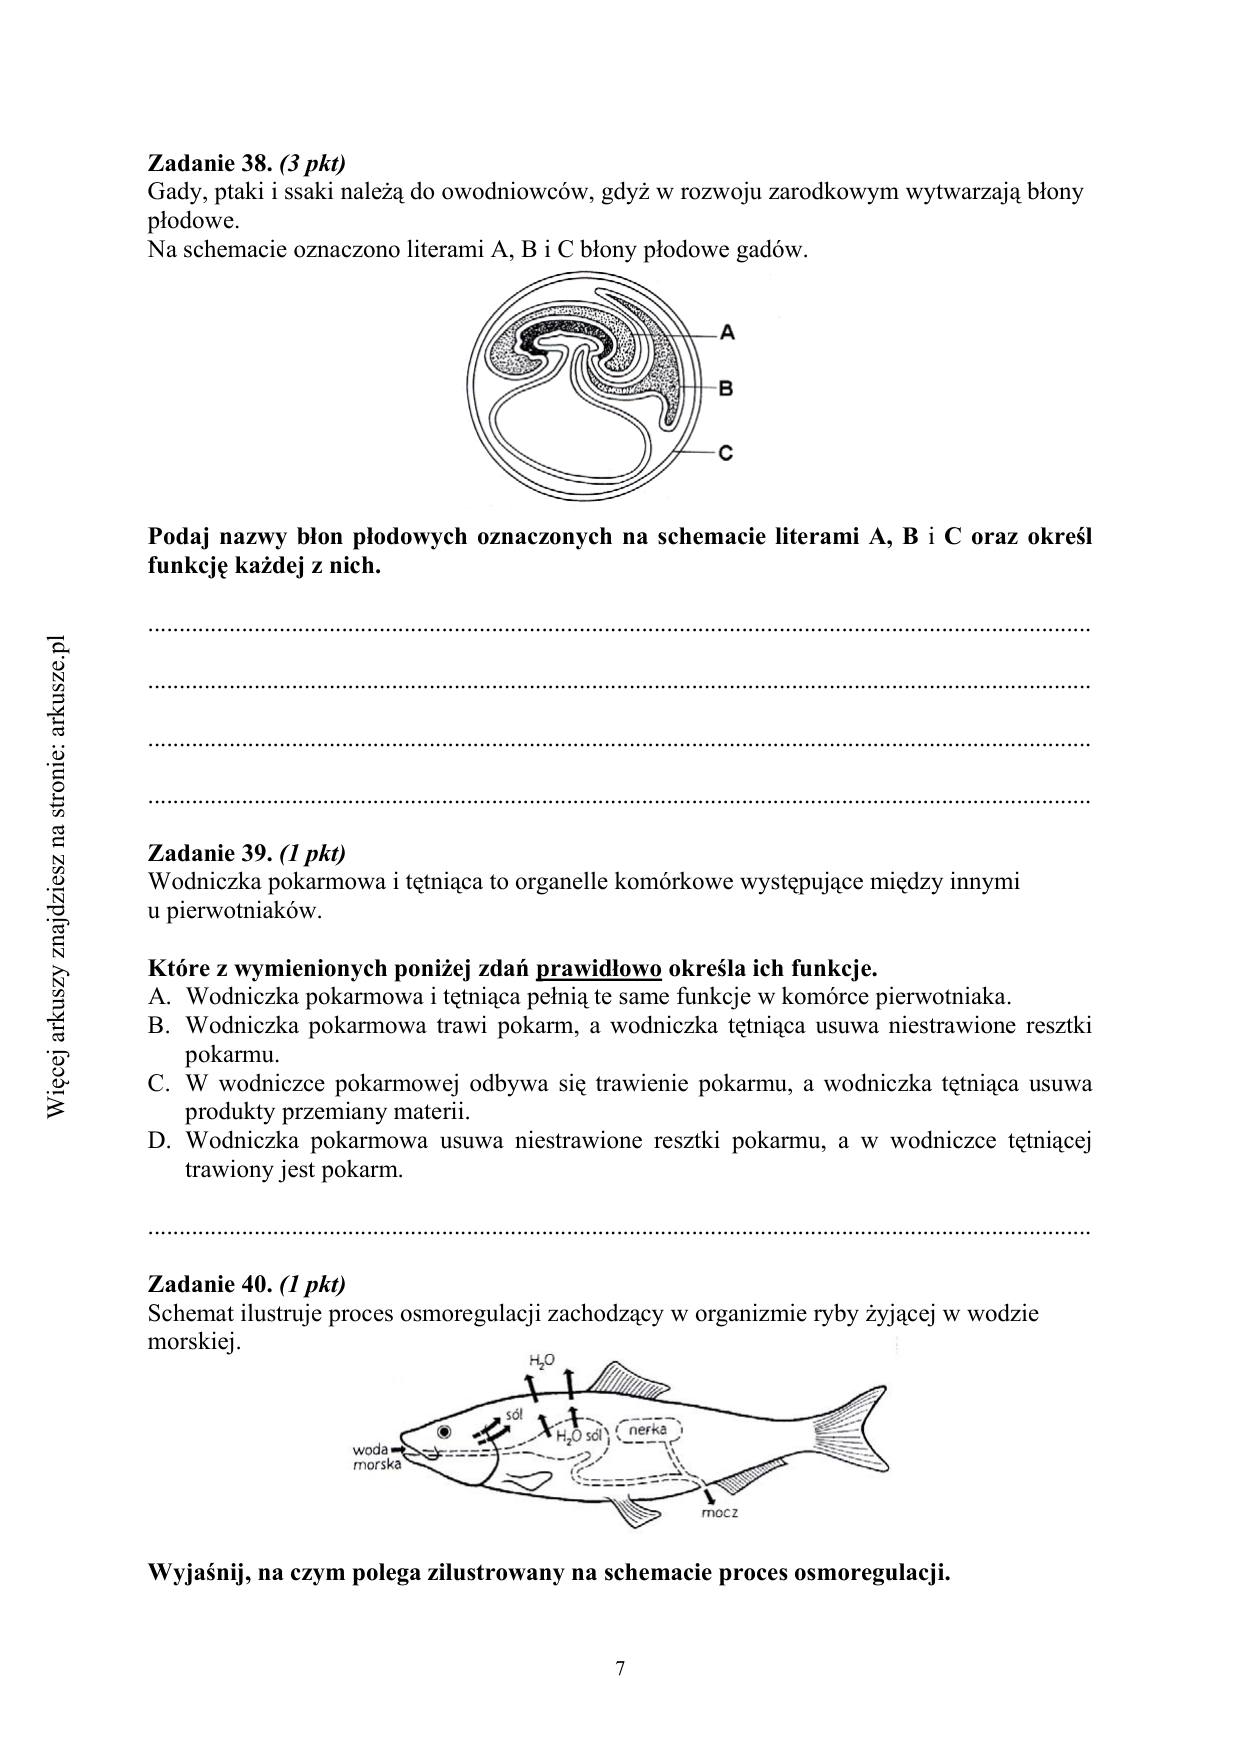 Zadanie 38. (3 pkt)
Gady, ptaki i ssaki należą do owodniowców, gdyż w rozwoju zarodkowym wytwarzają błony
płodowe.
Na schemacie oznaczono literami A, B i C błony płodowe gadów.
A
B
C
Podaj nazwy błon płodowych oznaczonych na schemacie literami A, B i C oraz określ
funkcję każdej z nich.
Zadanie 39. (1 pkt)
Wodniczka pokarmowa i tętniąca to organelle komórkowe występujące między innymi
u pierwotniaków.
Które z wymienionych poniżej zdań prawidłowo określa ich funkcje.
A. Wodniczka pokarmowa i tętniąca pełnią te same funkcje w komórce pierwotniaka.
B. Wodniczka pokarmowa trawi pokarm, a wodniczka tętniąca usuwa niestrawione resztki
pokarmu.
C. W wodniczce pokarmowej odbywa się trawienie pokarmu, a wodniczka tętniąca usuwa
produkty przemiany materii.
D. Wodniczka pokarmowa usuwa niestrawione resztki pokarmu, a w wodniczce tętniącej
trawiony jest pokarm.
Zadanie 40. (1 pkt)
Schemat ilustruje proces osmoregulacji zachodzący w organizmie ryby żyjącej w wodzie
morskiej.
H₂O
sól
H₂O sól
nerka
woda
morska
mocz
Wyjaśnij, na czym polega zilustrowany na schemacie proces osmoregulacji.
7
Więcej arkuszy znajdziesz na stronie: arkusze.pl